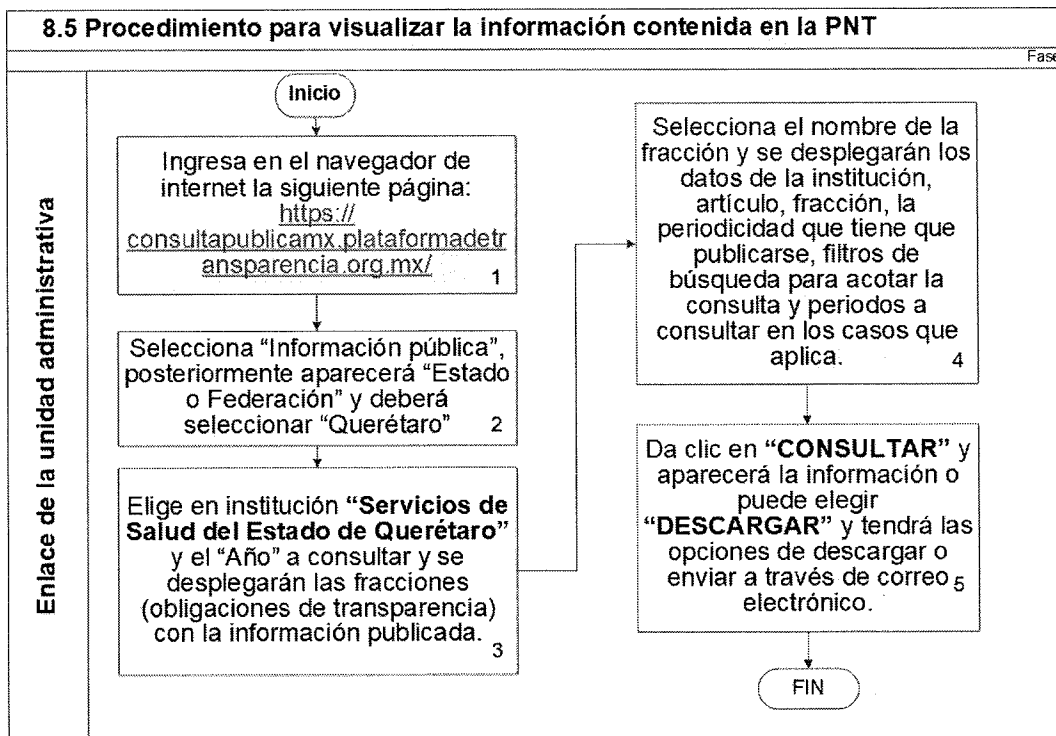 8.5 Procedimiento para visualizar la información contenida en la PNT
Fase
Enlace de la unidad administrativa
Inicio
Ingresa en el navegador de
internet la siguiente página:
https://
consultapublicamx.plataformadetr
ansparencia.org.mx/
1
Selecciona “Información pública”,
posteriormente aparecerá “Estado
o Federación” y deberá
seleccionar “Querétaro”
2
Elige en institución “Servicios de
Salud del Estado de Querétaro”
y el “Año” a consultar y se
desplegarán las fracciones
(obligaciones de transparencia)
con la información publicada.
3
Selecciona el nombre de la
fracción y se desplegarán los
datos de la institución,
artículo, fracción, la
periodicidad que tiene que
publicarse, filtros de
búsqueda para acotar la
consulta y periodos a
consultar en los casos que
aplica.
4
Da clic en “CONSULTAR” y
aparecerá la información o
puede elegir
“DESCARGAR” y tendrá las
opciones de descargar o
enviar a través de correo
electrónico.
5
FIN